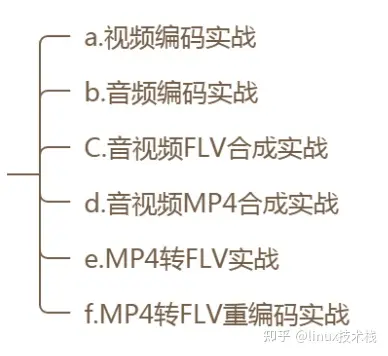 a.视频编码实战
b.音频编码实战
C.音视频FLV合成实战
d.音视频MP4合成实战
e.MP4转FLV实战
f.MP4转FLV重编码实战
知乎 @linux技术栈